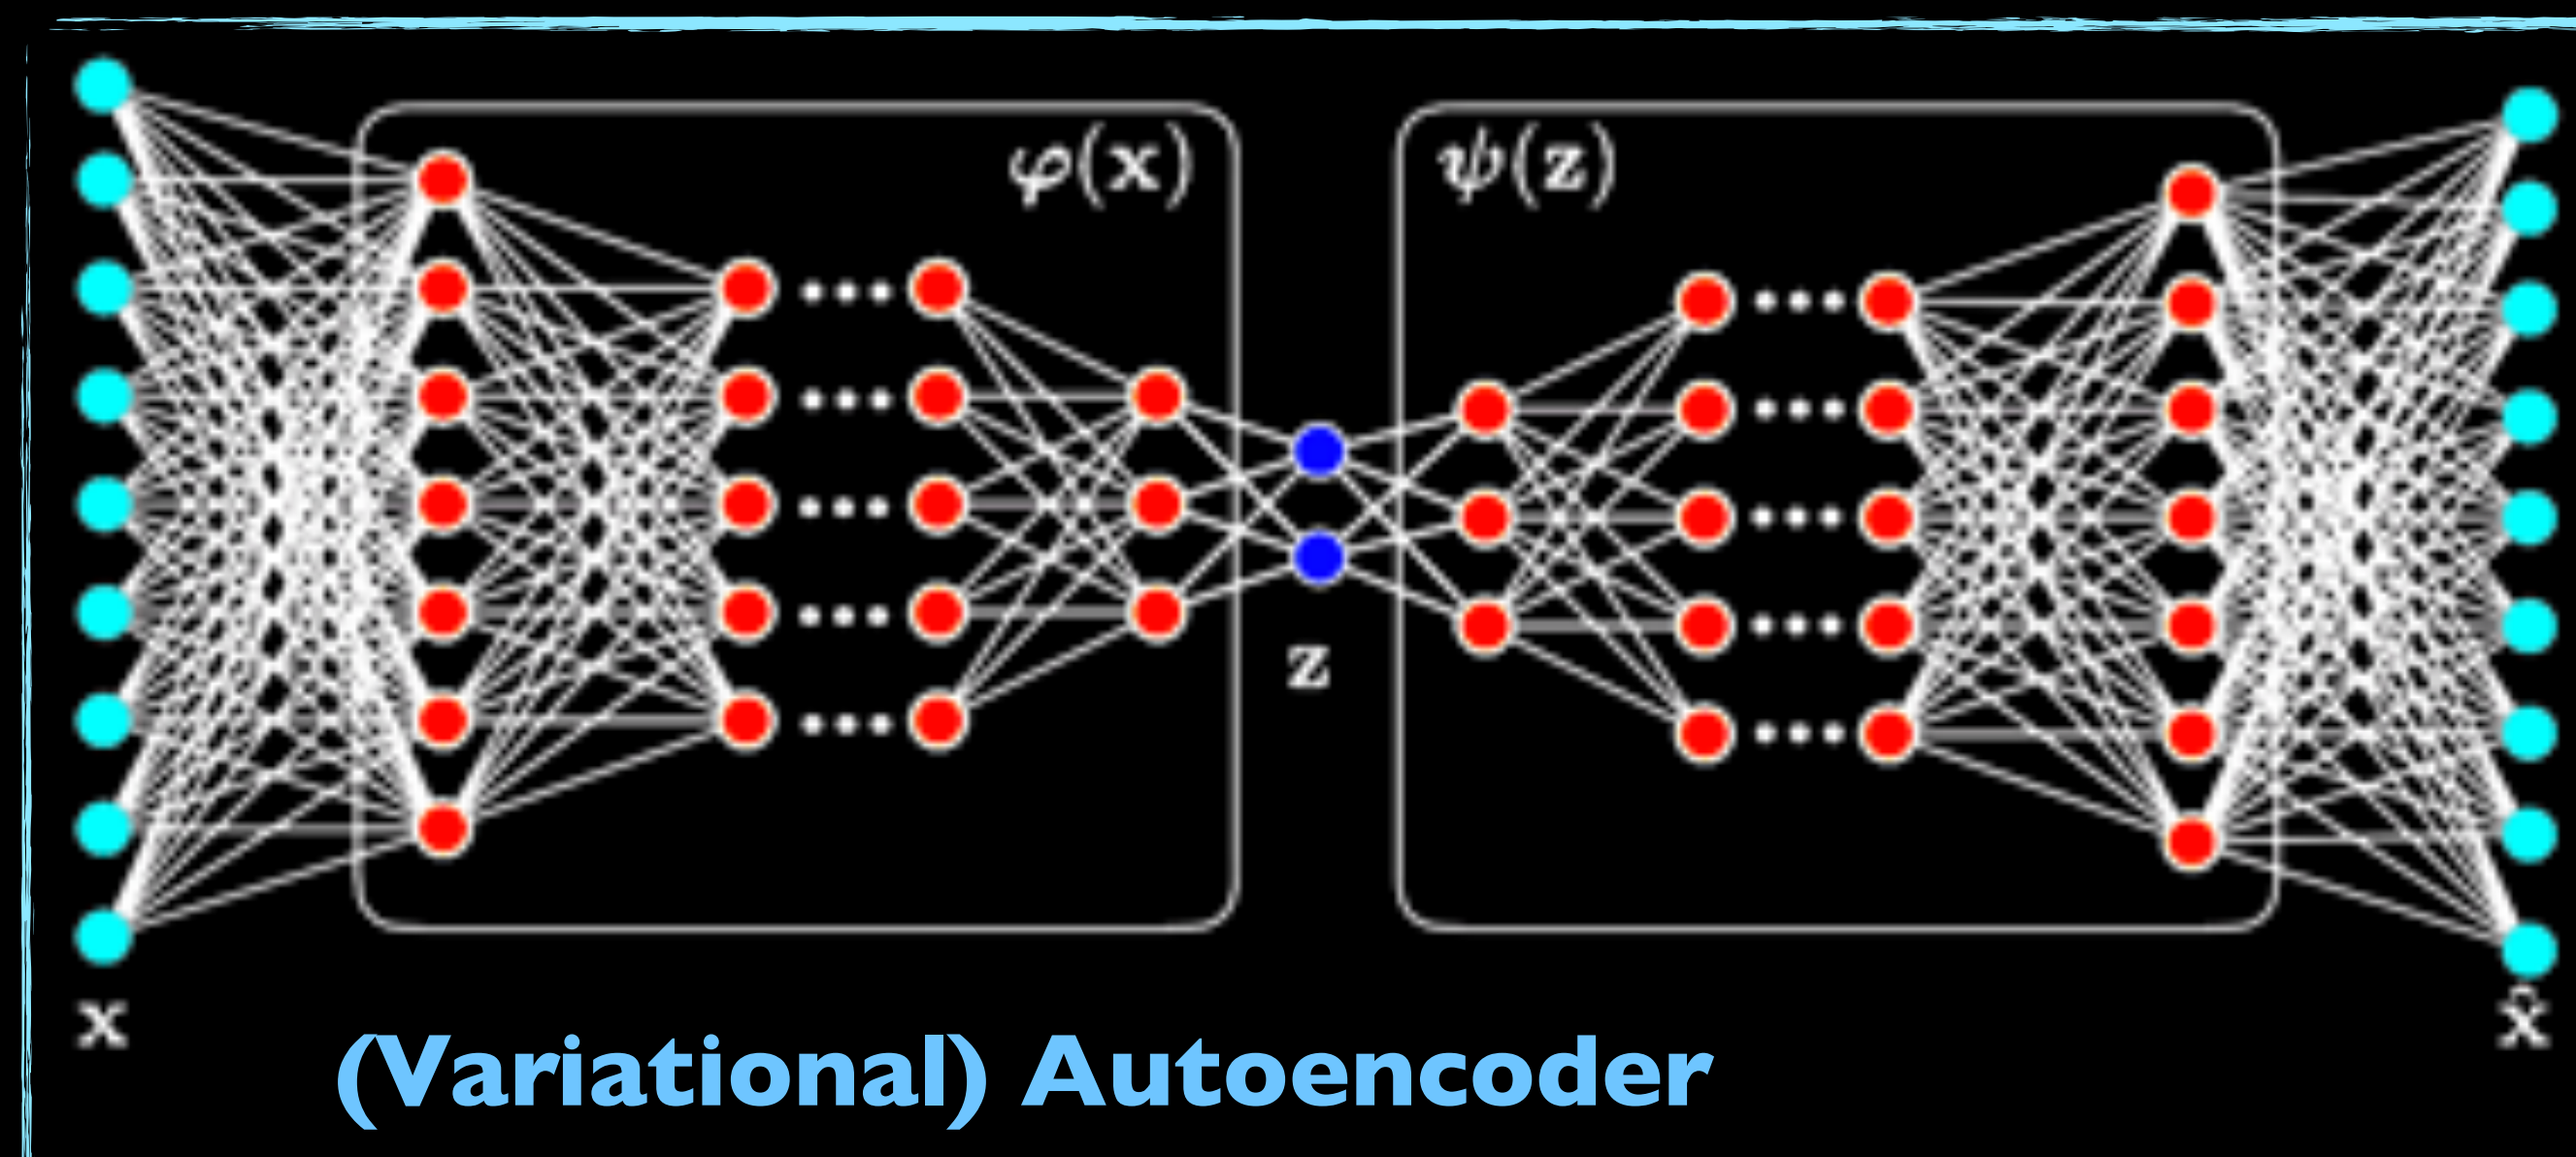 φ(x)
ψ(z)
z
x
x̂
(Variational) Autoencoder